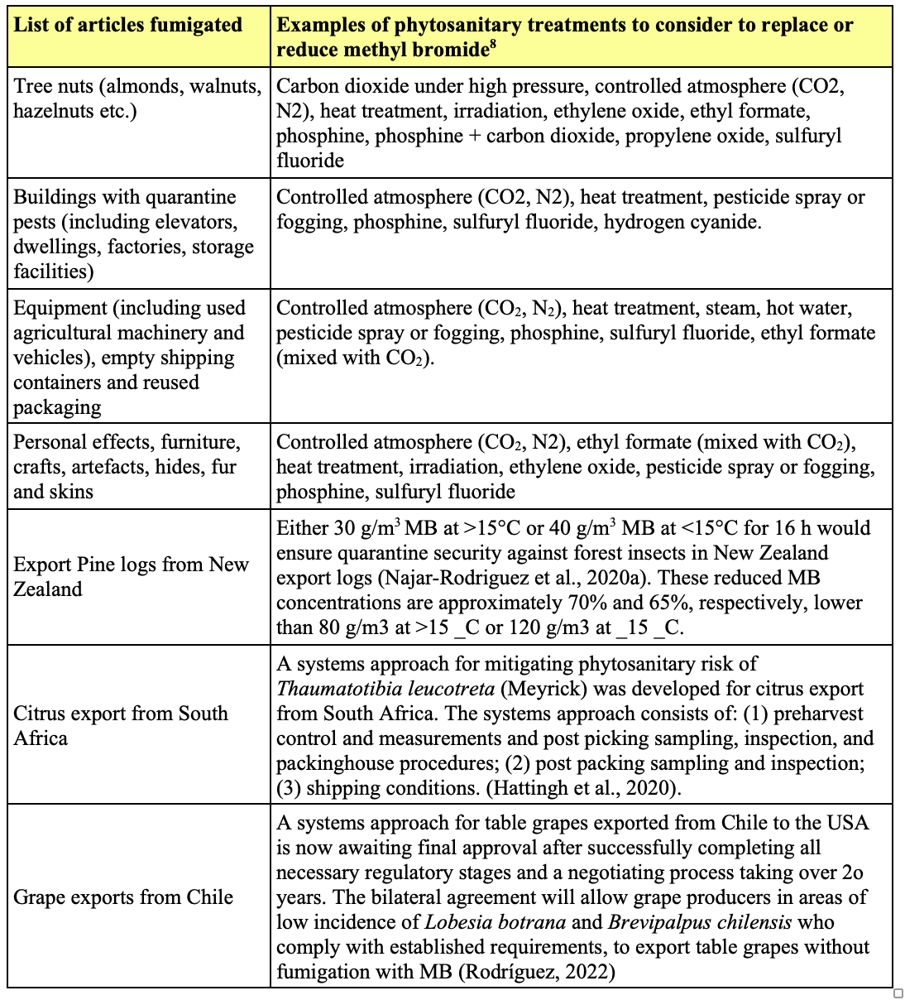 List of articles fumigated
Examples of phytosanitary treatments to consider to replace or
reduce methyl bromide⁸
Tree nuts (almonds, walnuts,
hazelnuts etc.)
Carbon dioxide under high pressure, controlled atmosphere (CO2,
N2), heat treatment, irradiation, ethylene oxide, ethyl formate,
phosphine, phosphine + carbon dioxide, propylene oxide, sulfuryl
fluoride
Buildings with quarantine
pests (including elevators,
dwellings, factories, storage
facilities)
Controlled atmosphere (CO2, N2), heat treatment, pesticide spray or
fogging, phosphine, sulfuryl fluoride, hydrogen cyanide.
Equipment (including used
agricultural machinery and
vehicles), empty shipping
containers and reused
packaging
Controlled atmosphere (CO₂, N₂), heat treatment, steam, hot water,
pesticide spray or fogging, phosphine, sulfuryl fluoride, ethyl formate
(mixed with CO₂).
Personal effects, furniture,
crafts, artefacts, hides, fur
and skins
Controlled atmosphere (CO₂, N2), ethyl formate (mixed with CO₂),
heat treatment, irradiation, ethylene oxide, pesticide spray or fogging,
phosphine, sulfuryl fluoride
Export Pine logs from New
Zealand
Either 30 g/m³ MB at >15°C or 40 g/m³ MB at <15°C for 16 h would
ensure quarantine security against forest insects in New Zealand
export logs (Najar-Rodriguez et al., 2020a). These reduced MB
concentrations are approximately 70% and 65%, respectively, lower
than 80 g/m3 at >15 _C or 120 g/m3 at _15 _C.
Citrus export from South
Africa
A systems approach for mitigating phytosanitary risk of
Thaumatotibia leucotreta (Meyrick) was developed for citrus export
from South Africa. The systems approach consists of: (1) preharvest
control and measurements and post picking sampling, inspection, and
packinghouse procedures; (2) post packing sampling and inspection;
(3) shipping conditions. (Hattingh et al., 2020).
Grape exports from Chile
A systems approach for table grapes exported from Chile to the USA
is now awaiting final approval after successfully completing all
necessary regulatory stages and a negotiating process taking over 2o
years. The bilateral agreement will allow grape producers in areas of
low incidence of Lobesia botrana and Brevipalpus chilensis who
comply with established requirements, to export table grapes without
fumigation with MB (Rodríguez, 2022)